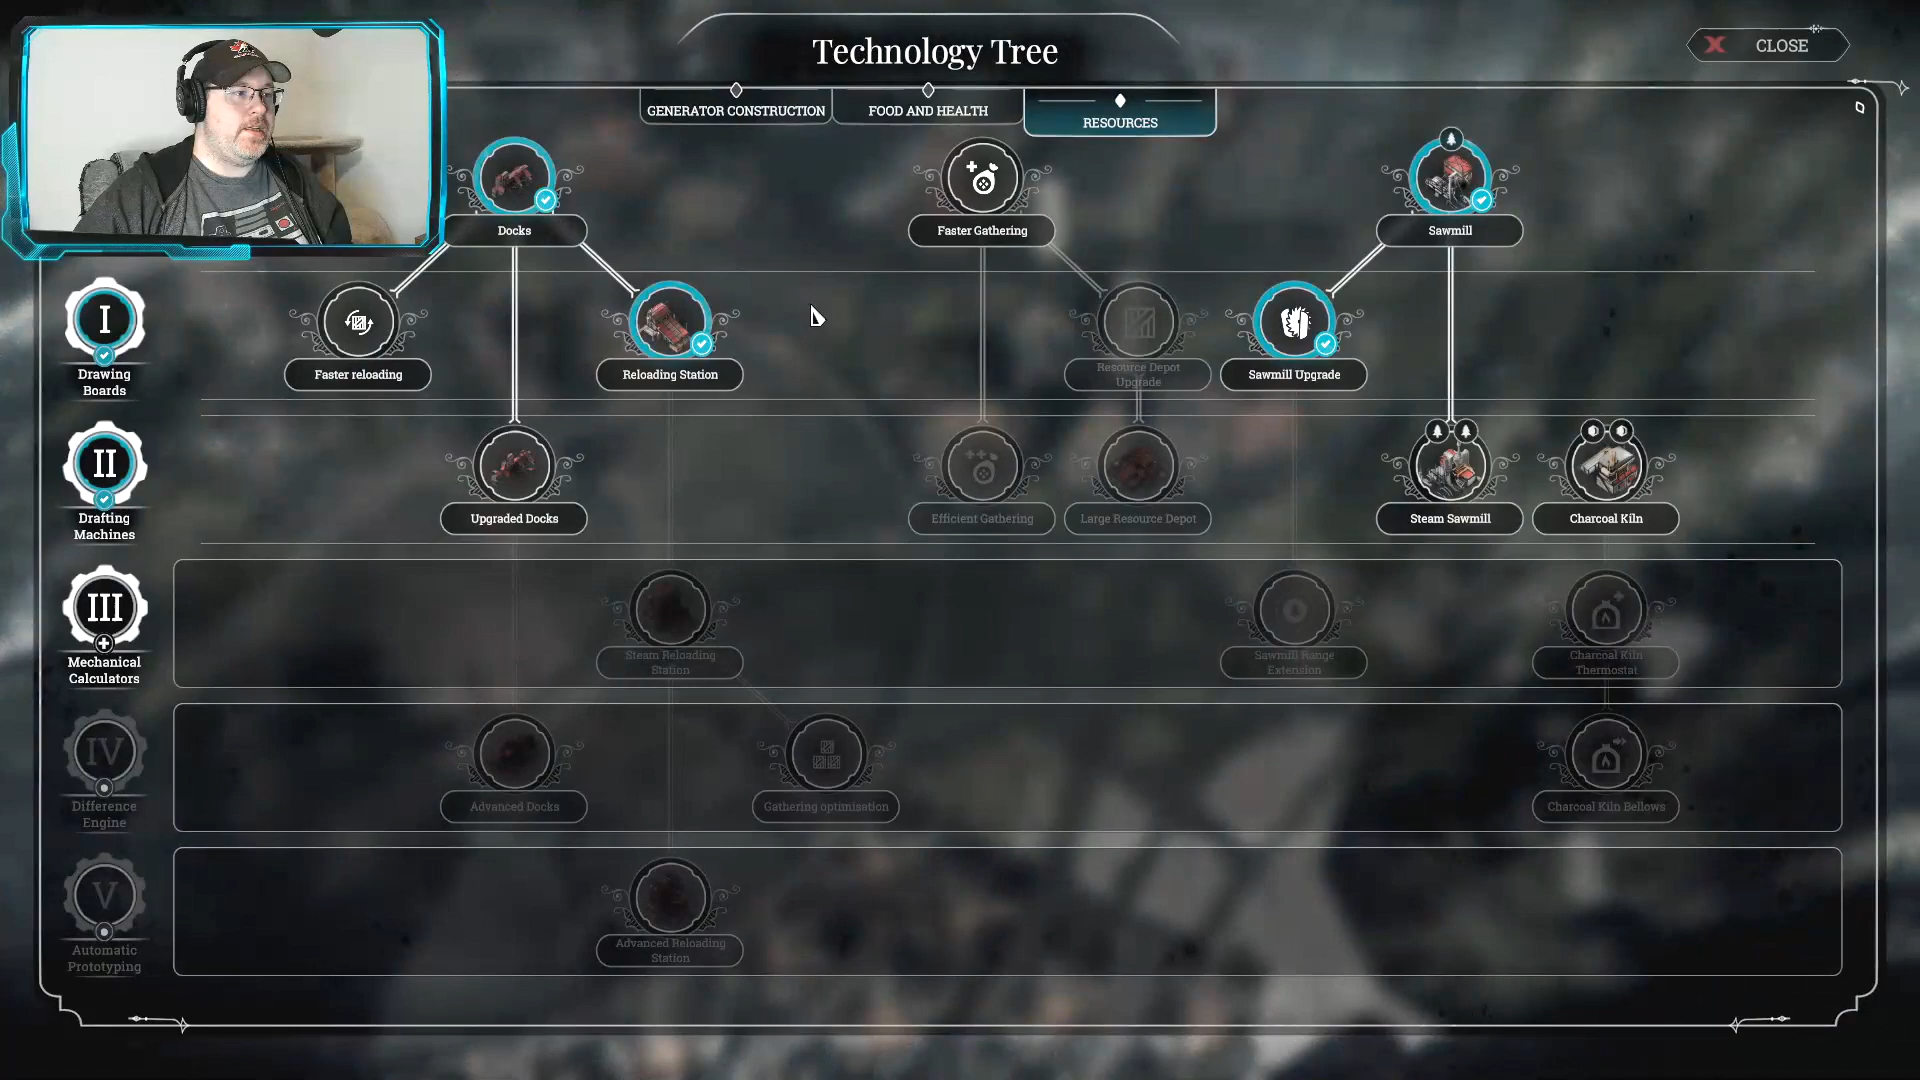 Technology Tree
CLOSE
GENERATOR CONSTRUCTION
FOOD AND HEALTH
RESOURCES
Docks
Faster Gathering
Sawmill
I
Drawing
Boards
Faster reloading
Reloading Station
Resource Depot
Upgrade
Sawmill Upgrade
II
Drafting
Machines
Upgraded Docks
Efficient Gathering
Large Resource Depot
Steam Sawmill
Charcoal Kiln
III
Mechanical
Calculators
Steam Reloading
Station
Sawmill Range
Extension
Charcoal Kiln
Thermostat
IV
Difference
Engine
Advanced Docks
Gathering optimisation
Charcoal Kiln Bellows
V
Automatic
Prototyping
Advanced Reloading
Station